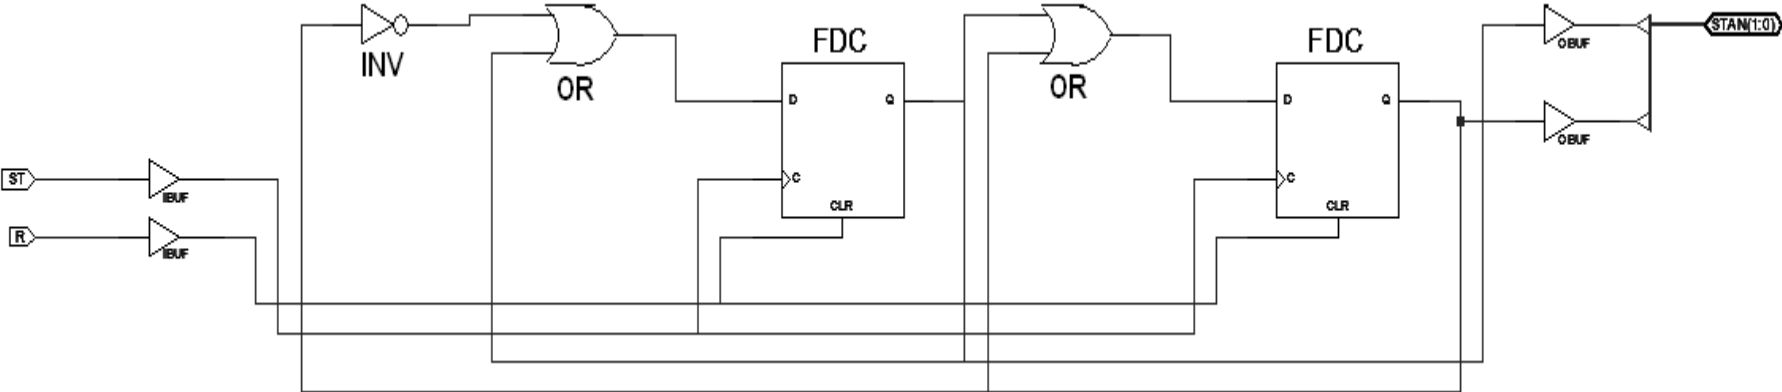 STAN(1:0)
OBUF
FDC
FDC
INV
OR
OR
D
Q
D
Q
OBUF
ST
C
C
IBUF
CLR
CLR
R
IBUF